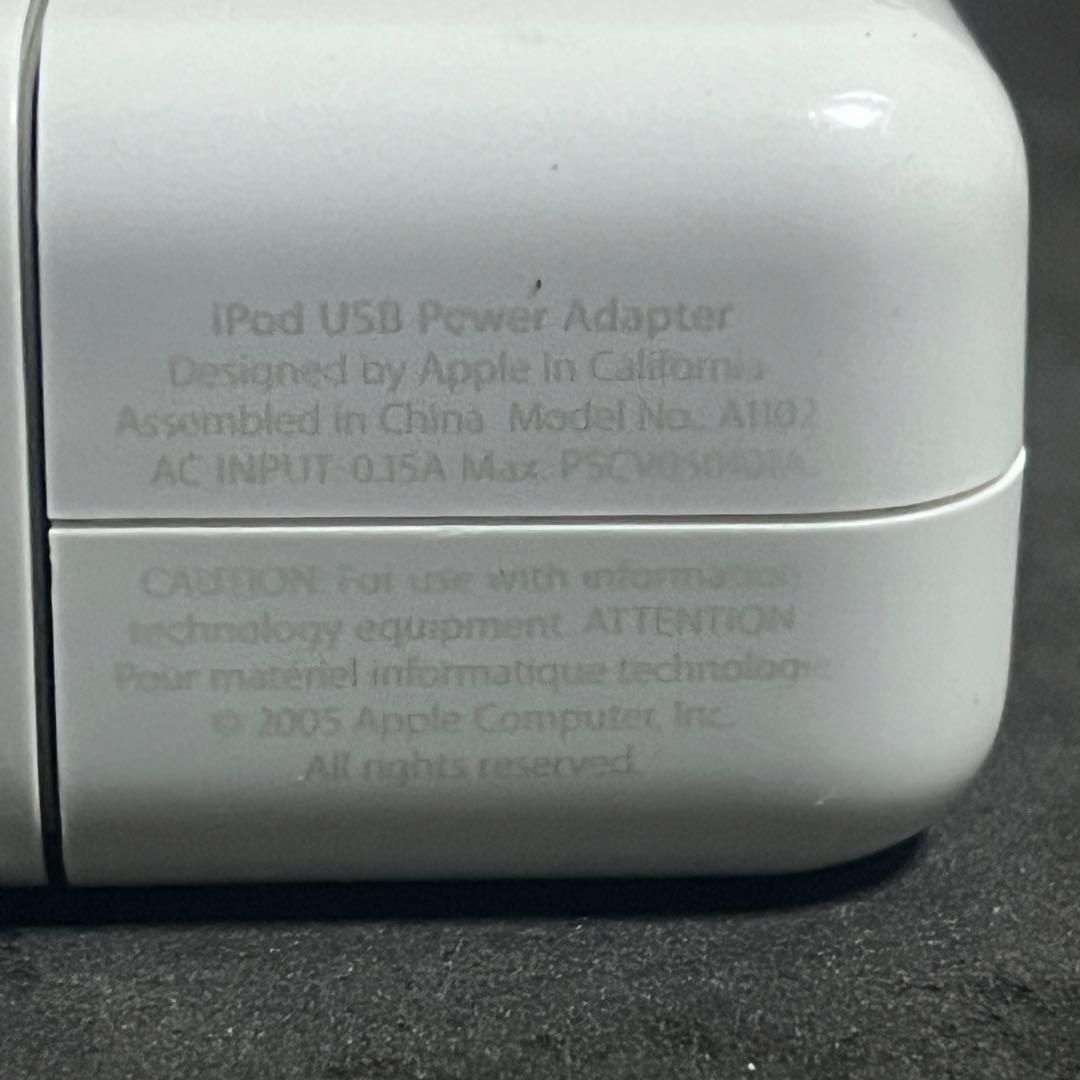 iPod USB Power Adapter
Designed by Apple in California
Assembled in China Model No.: A1102
AC INPUT: 0.15A Max. PSCV050401A
CAUTION: For use with information
technology equipment. ATTENTION
Pour matériel informatique technologie
© 2005 Apple Computer, Inc.
All rights reserved.